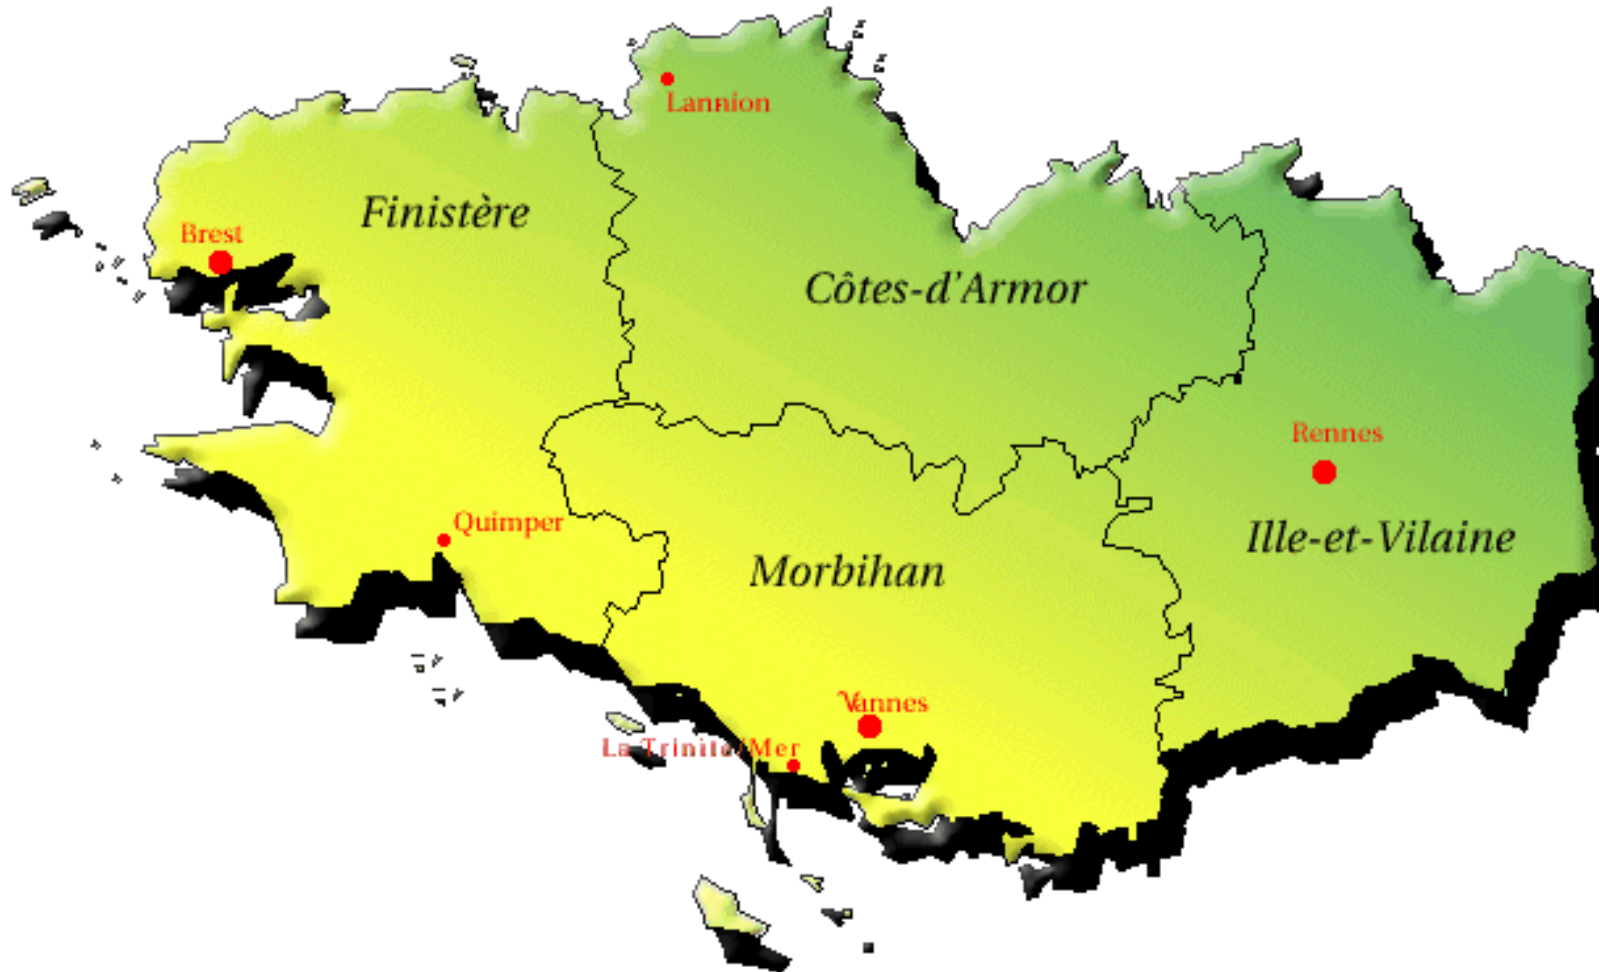 Lannion
Finistère
Brest
Côtes-d'Armor
Rennes
Quimper
Ille-et-Vilaine
Morbihan
Vannes
La Trinité/Mer